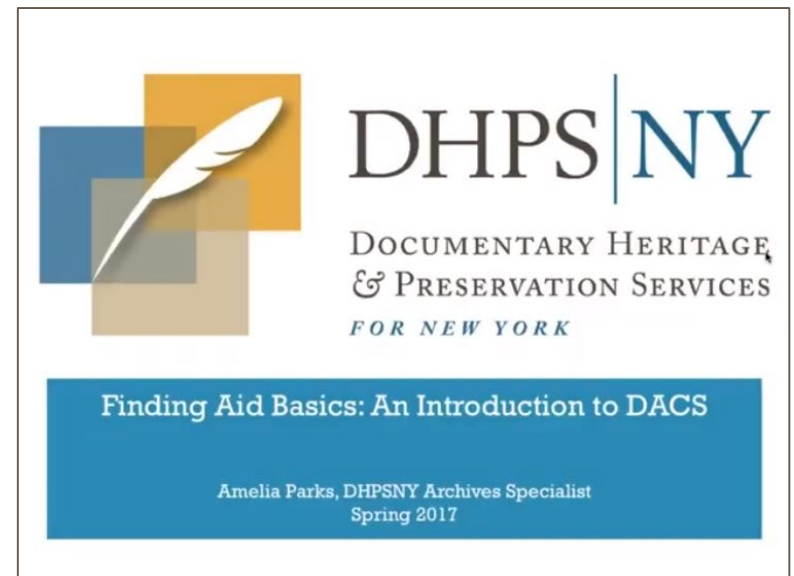 DHPS|NY
DOCUMENTARY HERITAGE
& PRESERVATION SERVICES
FOR NEW YORK
Finding Aid Basics: An Introduction to DACS
Amelia Parks, DHPSNY Archives Specialist
Spring 2017